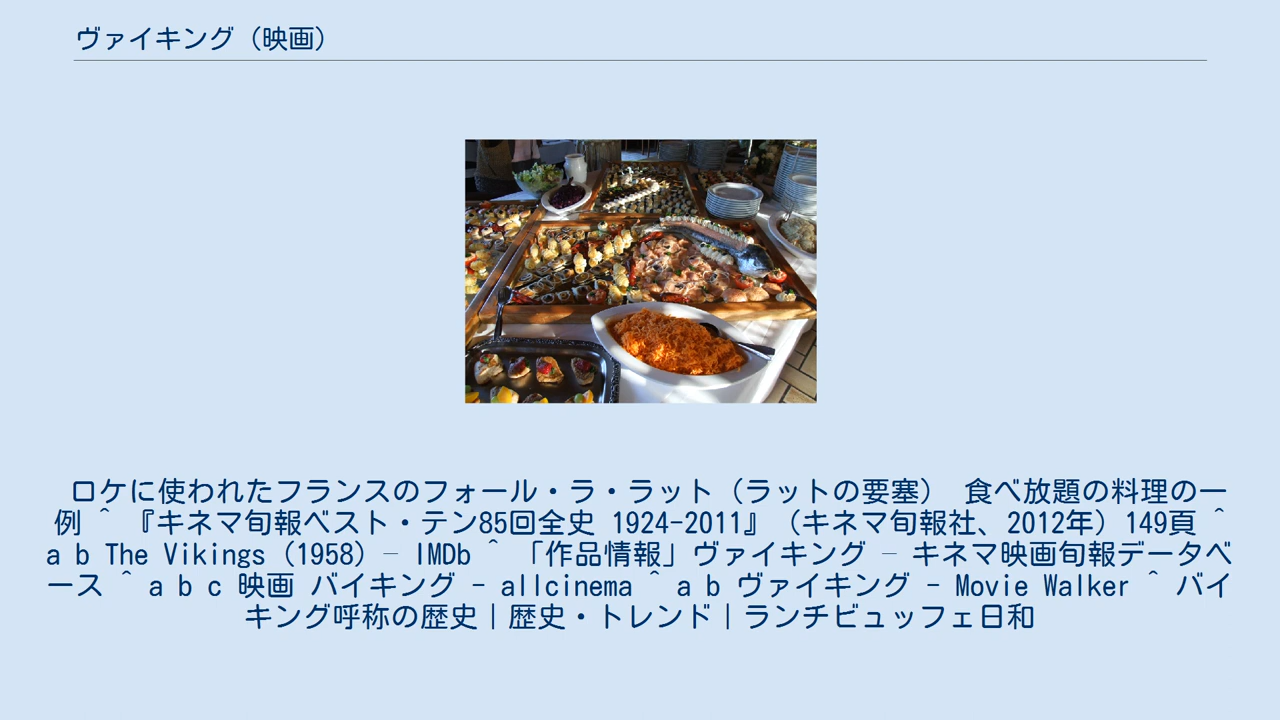 ヴァイキング（映画）
ロケに使われたフランスのフォール・ラ・ラット（ラットの要塞） 食べ放題の料理の一
例 ^ 『キネマ旬報ベスト・テン85回全史 1924-2011』（キネマ旬報社、2012年）149頁 ^
a b The Vikings (1958) – IMDb ^ 「作品情報」ヴァイキング – キネマ映画旬報データベ
ース ^ a b c 映画 バイキング - allcinema ^ a b ヴァイキング - Movie Walker ^ バイ
キング呼称の歴史｜歴史・トレンド｜ランチビュッフェ日和